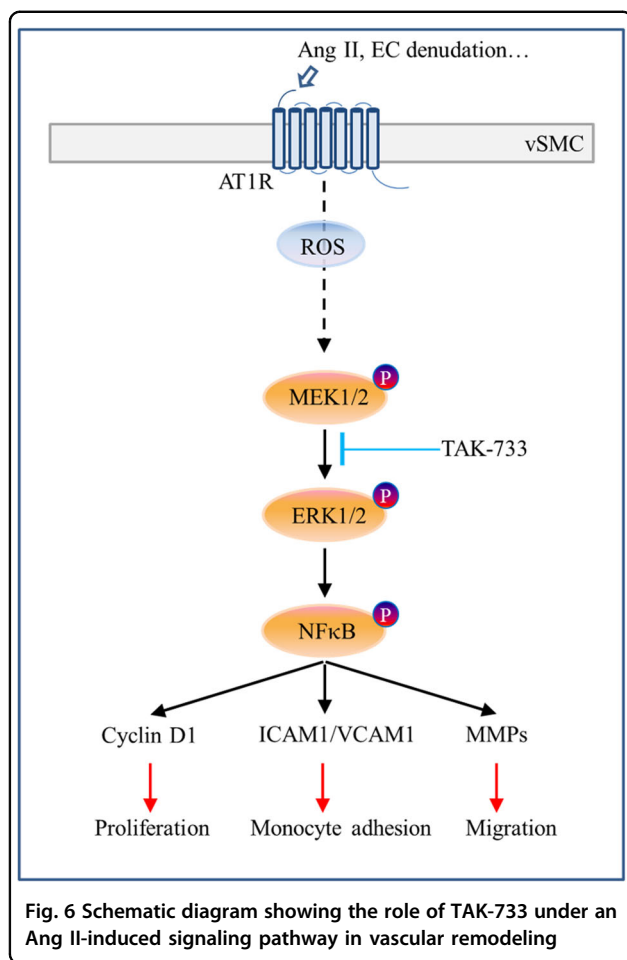 Ang II, EC denudation…
vSMC
AT1R
ROS
P
MEK1/2
TAK-733
P
ERK1/2
P
NFκB
Cyclin D1 ICAM1/VCAM1 MMPs
Proliferation Monocyte adhesion Migration
Fig. 6 Schematic diagram showing the role of TAK-733 under an
Ang II-induced signaling pathway in vascular remodeling